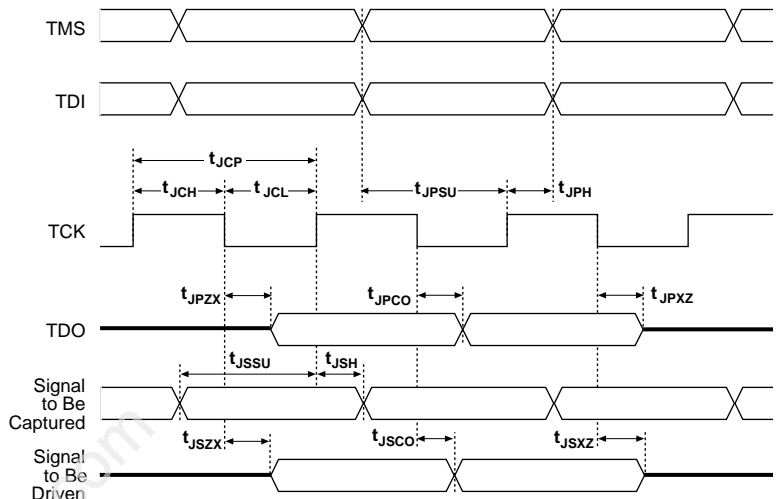 TMS
TDI
tJCP
tJCH
tJCL
tJPSU
tJPH
TCK
tJPZX
tJPCO
tJPXZ
TDO
tJSSU
tJSH
Signal
to Be
Captured
tJSZX
tJSCO
tJSXZ
Signal
to Be
Driven
com